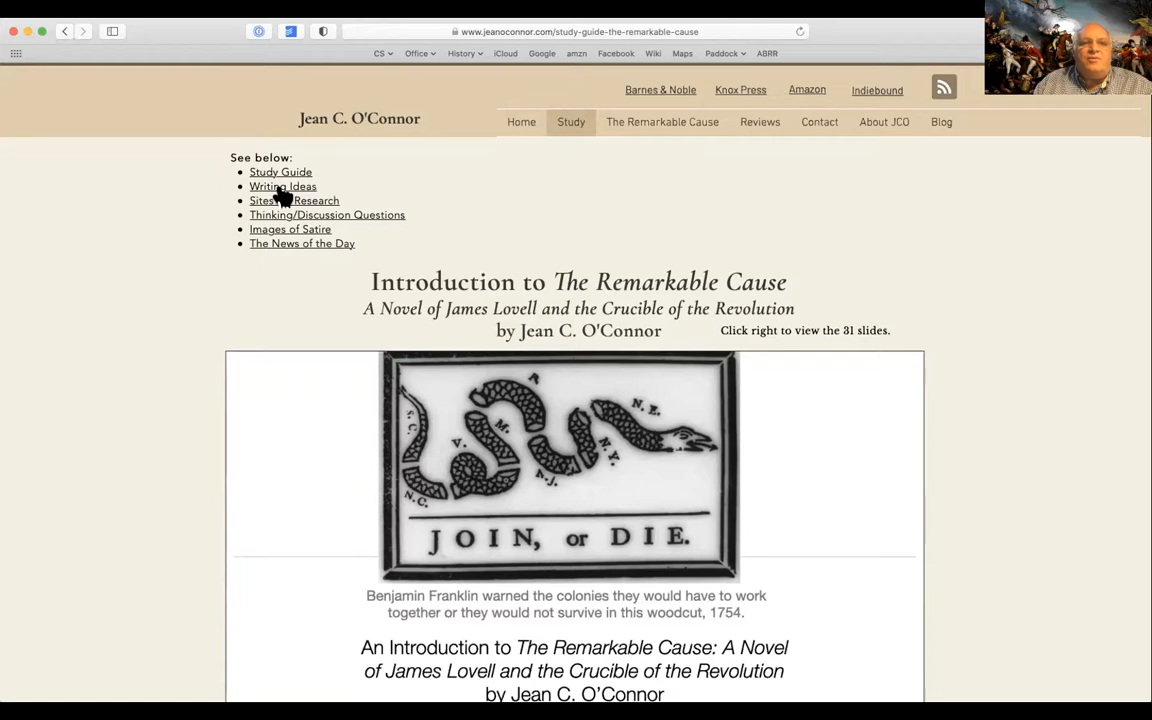 www.jeanoconnor.com/study-guide-the-remarkable-cause
CS Office History iCloud Google amzn Facebook Wiki Maps Paddock ABRR
Barnes & Noble Knox Press Amazon Indiebound
Jean C. O'Connor
Home Study The Remarkable Cause Reviews Contact About JCO Blog
See below:
Study Guide
Writing Ideas
Sites Research
Thinking/Discussion Questions
Images of Satire
The News of the Day
Introduction to The Remarkable Cause
A Novel of James Lovell and the Crucible of the Revolution
by Jean C. O'Connor
Click right to view the 31 slides.
S.C.
N.C.
V.
M.
P.
N.J.
N.Y.
N.E.
JOIN, or DIE.
Benjamin Franklin warned the colonies they would have to work
together or they would not survive in this woodcut, 1754.
An Introduction to The Remarkable Cause: A Novel
of James Lovell and the Crucible of the Revolution
by Jean C. O'Connor